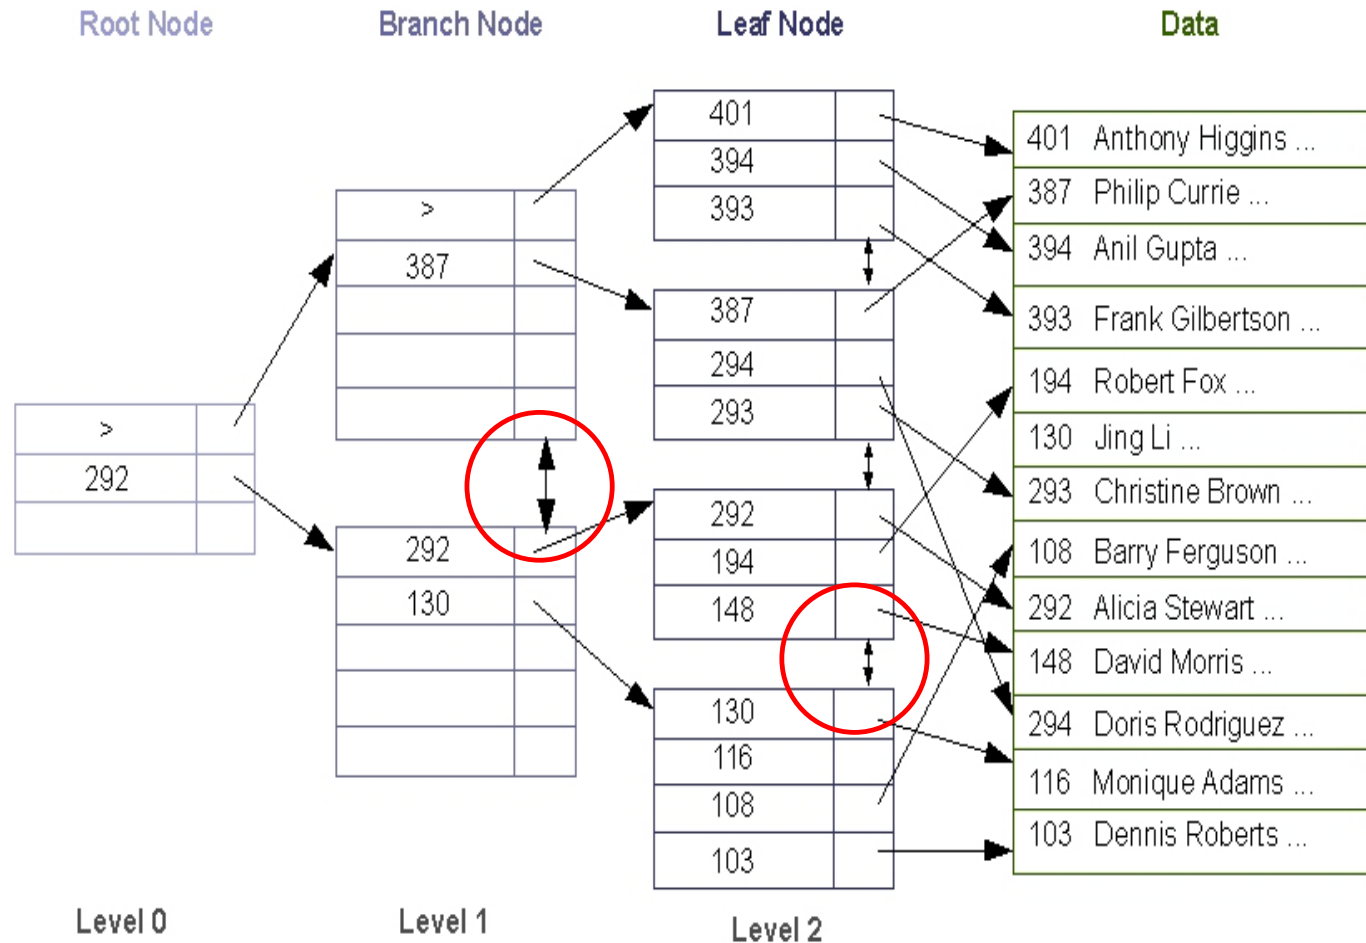 Root Node
Branch Node
Leaf Node
Data
>
292
>
387
292
130
401
394
393
387
294
293
292
194
148
130
116
108
103
401 Anthony Higgins ...
387 Philip Currie ...
394 Anil Gupta ...
393 Frank Gilbertson ...
194 Robert Fox ...
130 Jing Li ...
293 Christine Brown ...
108 Barry Ferguson ...
292 Alicia Stewart ...
148 David Morris ...
294 Doris Rodriguez ...
116 Monique Adams ...
103 Dennis Roberts ...
Level 0
Level 1
Level 2